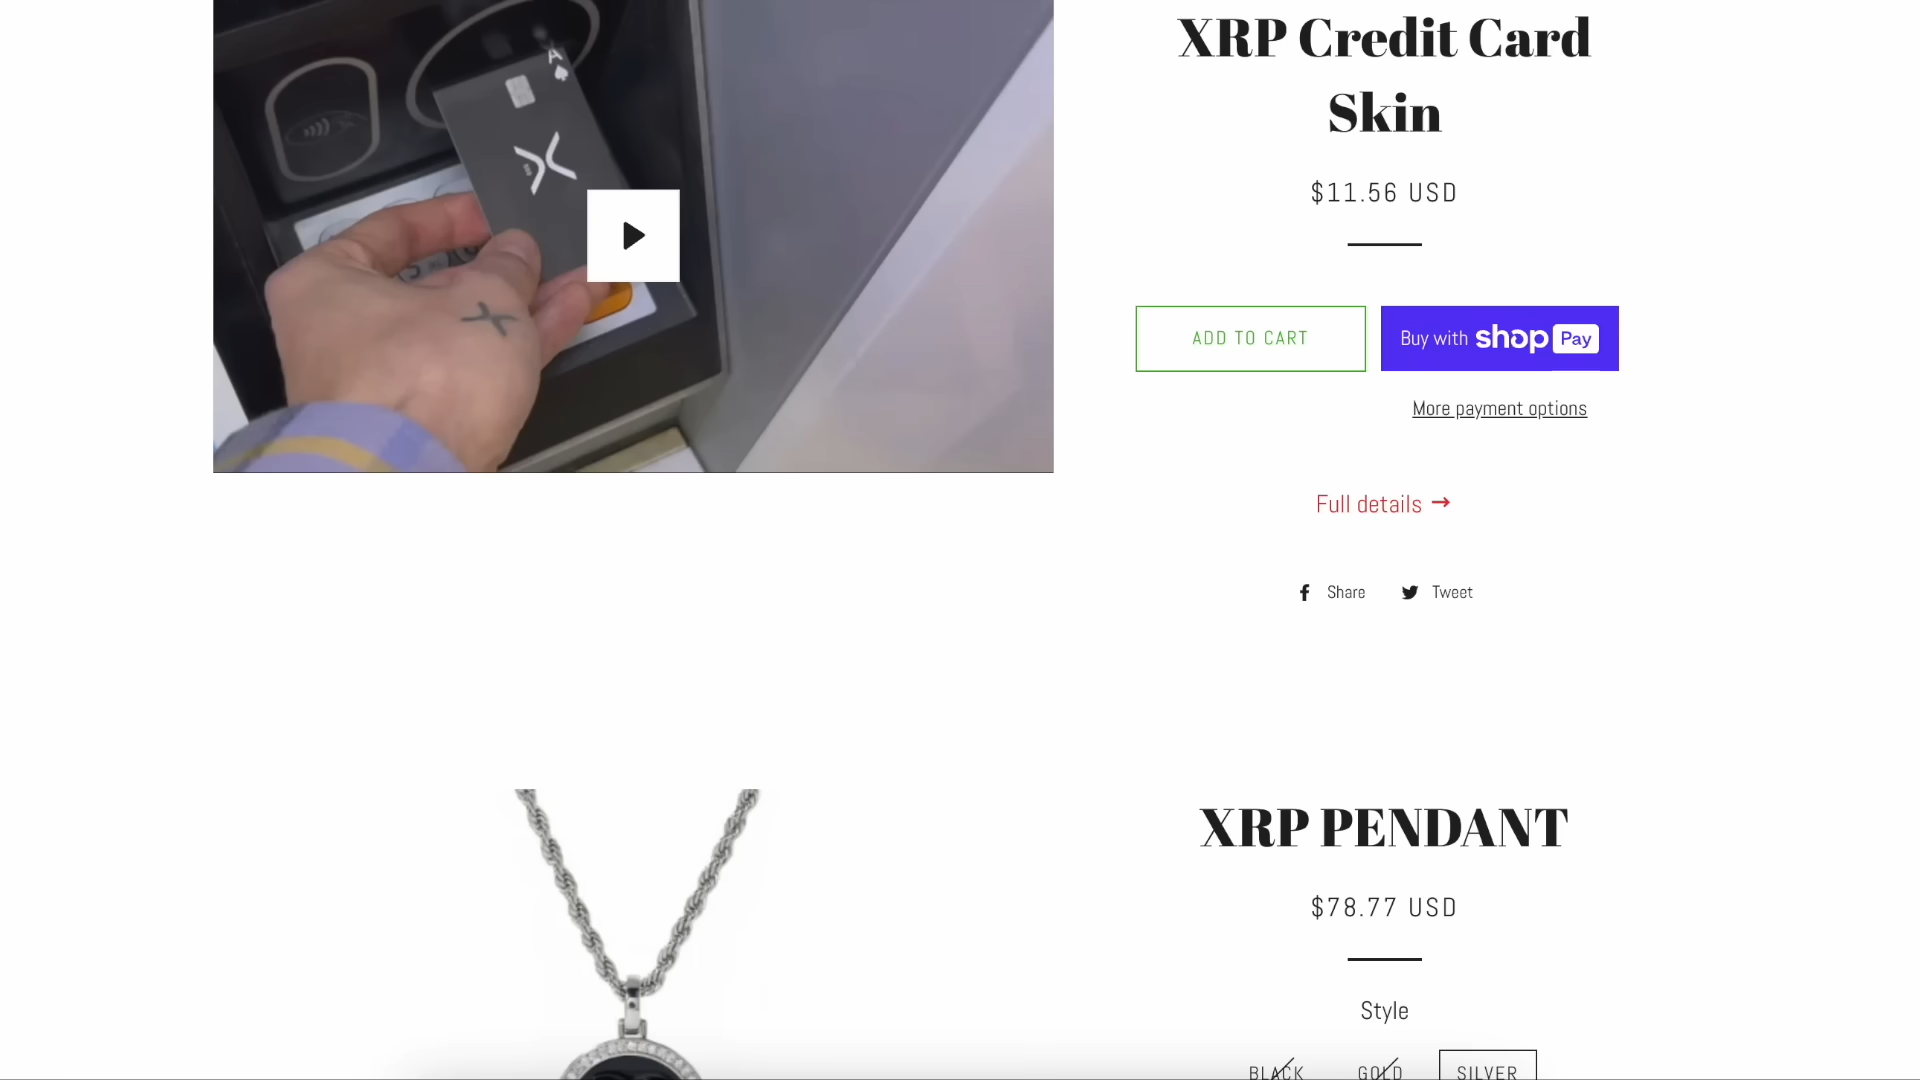 XRP Credit Card
Skin
$11.56 USD
ADD TO CART
Buy with shop Pay
More payment options
Full details →
Share
Tweet
A
XRP PENDANT
$78.77 USD
Style
BLACK
GOLD
SILVER